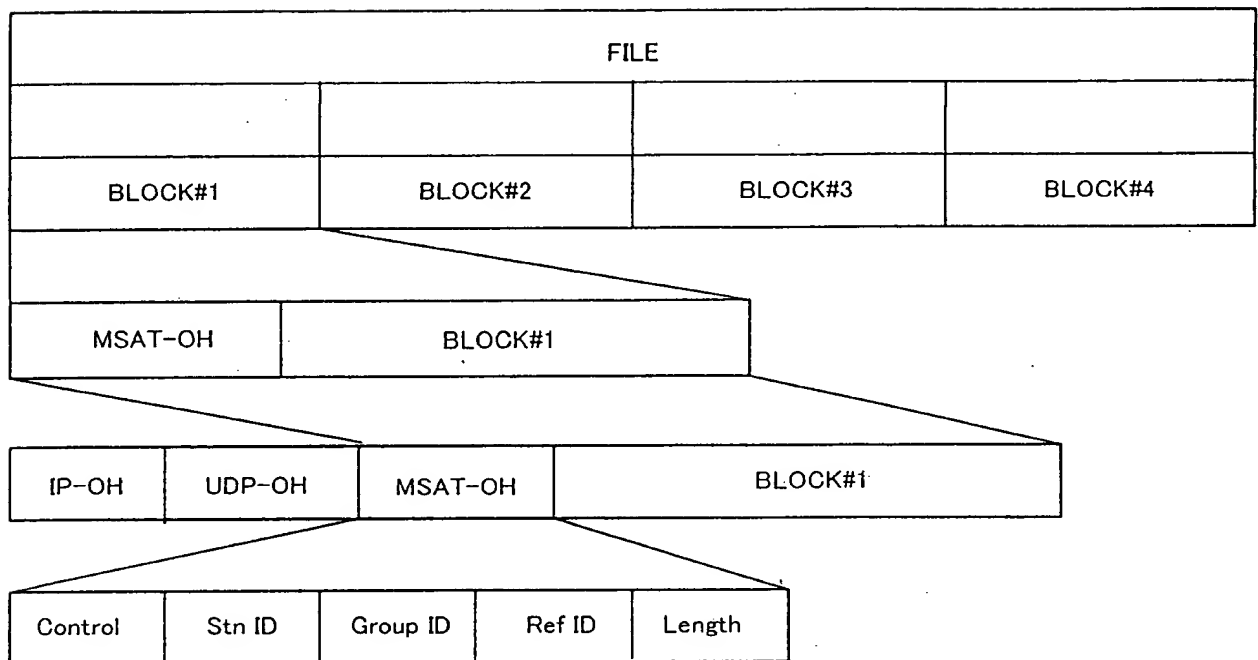 FILE
BLOCK#1 BLOCK#2 BLOCK#3 BLOCK#4
MSAT-OH BLOCK#1
IP-OH UDP-OH MSAT-OH BLOCK#1
Control Stn ID Group ID Ref ID Length